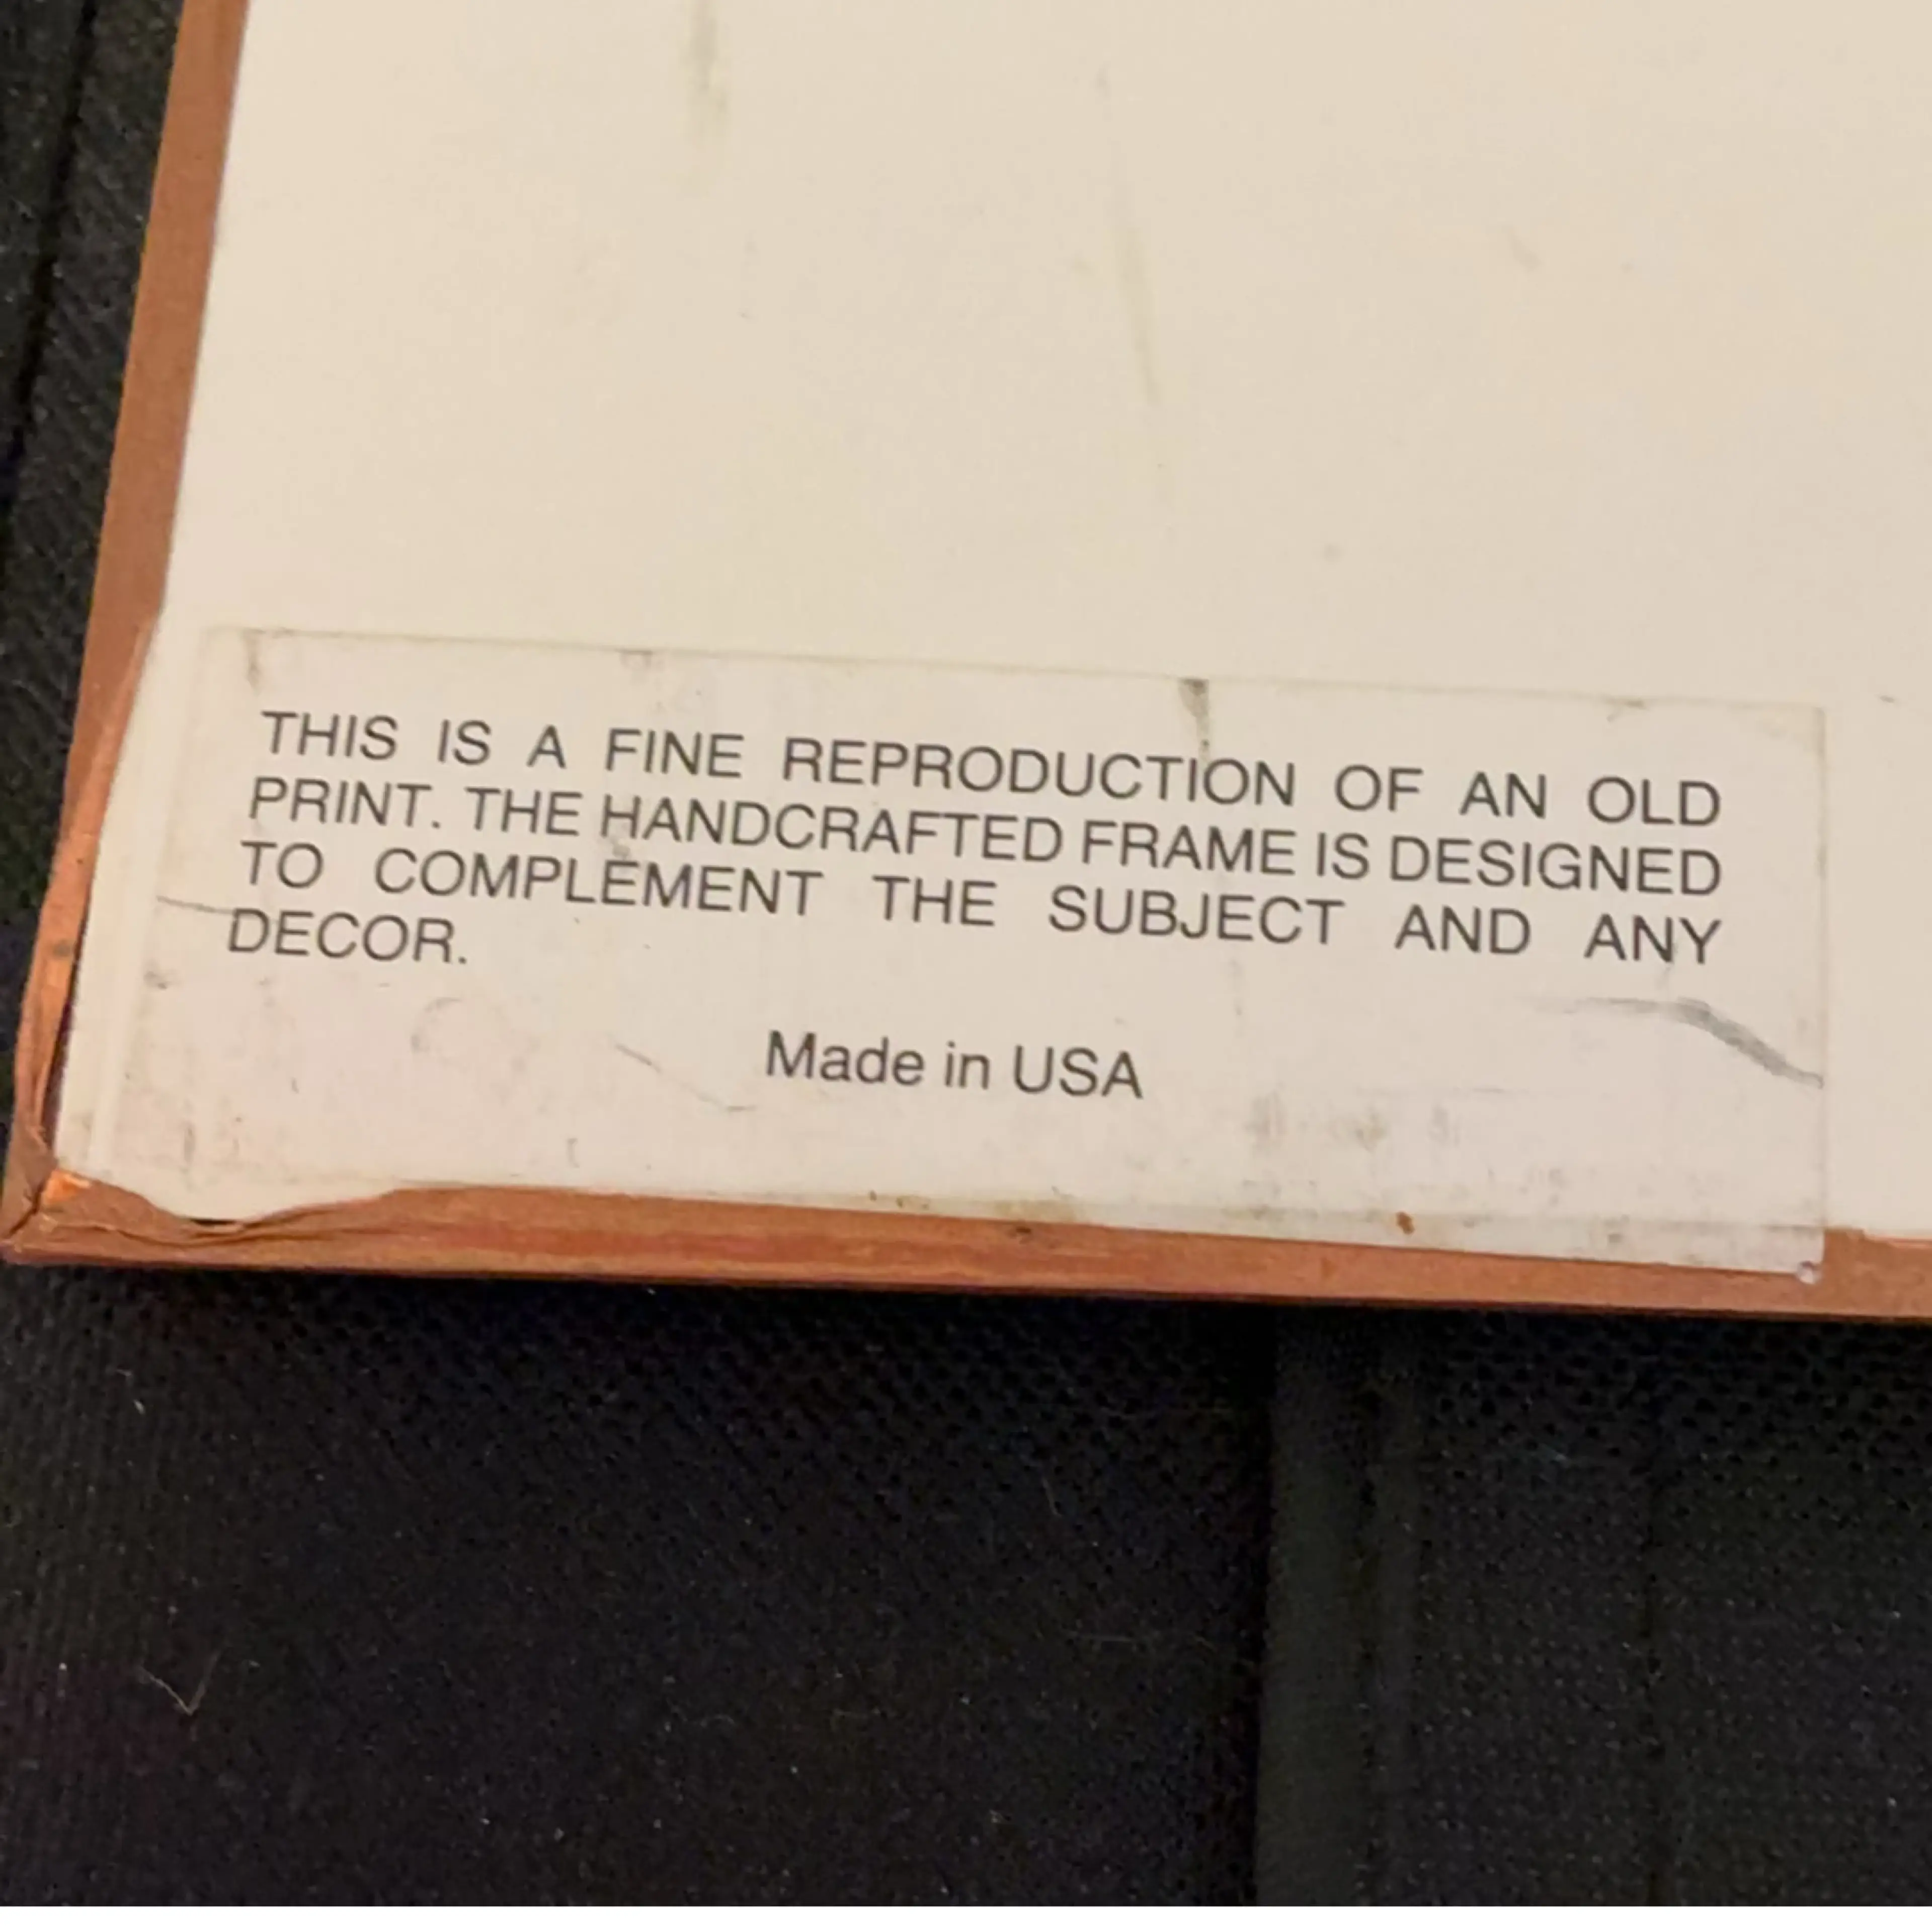 THIS IS A FINE REPRODUCTION OF AN OLD
PRINT. THE HANDCRAFTED FRAME IS DESIGNED
TO COMPLEMENT THE SUBJECT AND ANY
DECOR.
Made in USA